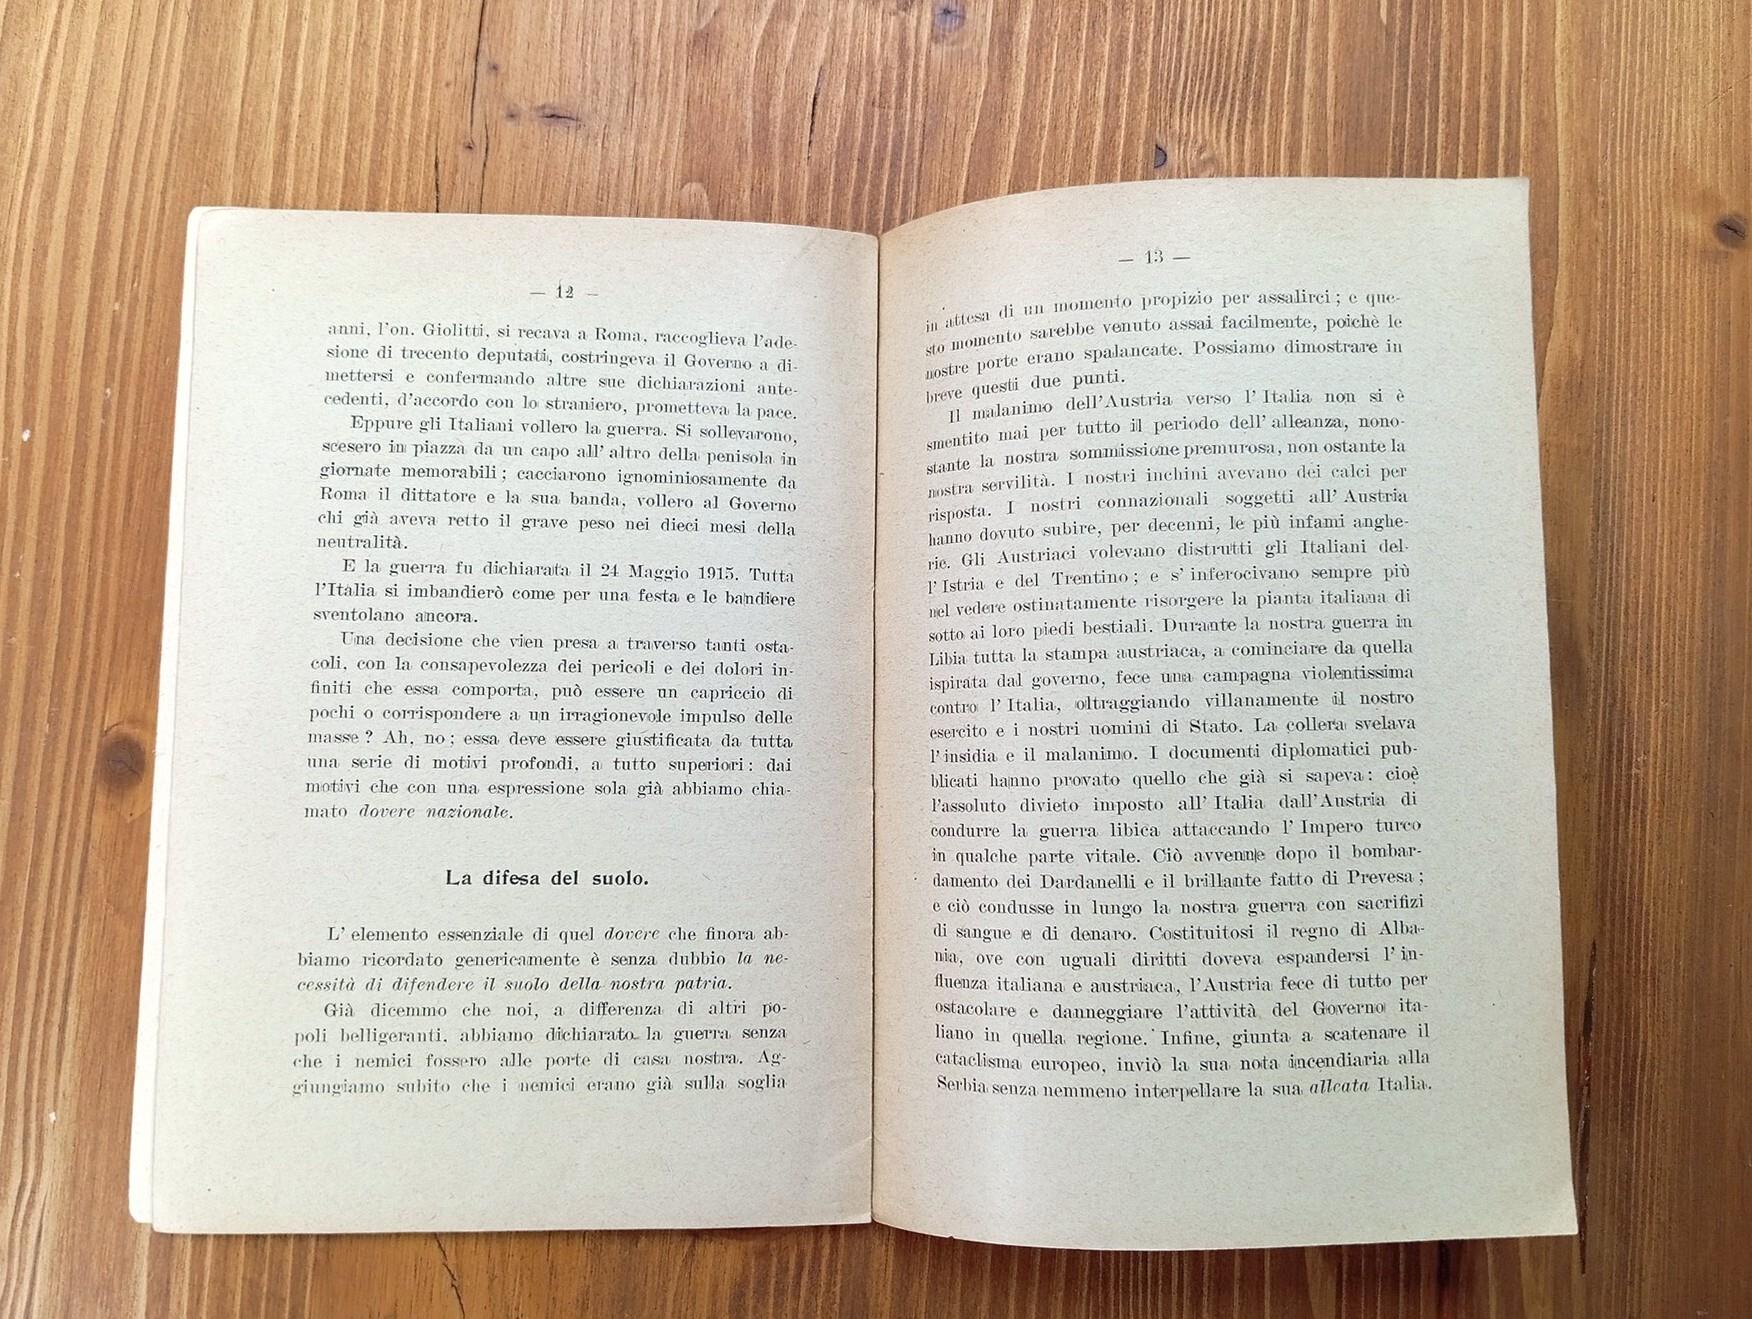 — 12 —
anni, l'on. Giolitti, si recava a Roma, raccoglieva l'ade-
sione di trecento deputati, costringeva il Governo a di-
mettersi e confermando altre sue dichiarazioni ante-
cedenti, d'accordo con lo straniero, prometteva la pace.
Eppure gli Italiani vollero la guerra. Si sollevarono,
scesero in piazza da un capo all' altro della penisola in
giornate memorabili; cacciarono ignominiosamente da
Roma il dittatore e la sua banda, vollero al Governo
chi già aveva retto il grave peso nei dieci mesi della
neutralità.
E la guerra fu dichiarata il 24 Maggio 1915. Tutta
l'Italia si imbandierò come per una festa e le bandiere
sventolano ancora.
Una decisione che vien presa a traverso tanti osta-
coli, con la consapevolezza dei pericoli e dei dolori in-
finiti che essa comporta, può essere un capriccio di
pochi o corrispondere a un irragionevole impulso delle
masse? Ah, no; essa deve essere giustificata da tutta
una serie di motivi profondi, a tutto superiori: dai
motivi che con una espressione sola già abbiamo chia-
mato dovere nazionale.
La difesa del suolo.
L' elemento essenziale di quel dovere che finora ab-
biamo ricordato genericamente è senza dubbio la ne-
cessità di difendere il suolo della nostra patria.
Già dicemmo che noi, a differenza di altri po-
poli belligeranti, abbiamo dichiarato la guerra senza
che i nemici fossero alle porte di casa nostra. Ag-
giungiamo subito che i nemici erano già sulla soglia
— 13 —
in attesa di un momento propizio per assalirci; e que-
sto momento sarebbe venuto assai facilmente, poichè le
nostre porte erano spalancate. Possiamo dimostrare in
breve questi due punti.
Il malanimo dell'Austria verso l' Italia non si è
smentito mai per tutto il periodo dell' alleanza, nono-
stante la nostra sommissione premurosa, non ostante la
nostra servilità. I nostri inchini avevano dei calci per
risposta. I nostri connazionali soggetti all' Austria
hanno dovuto subire, per decenni, le più infami anghe-
rie. Gli Austriaci volevano distrutti gli Italiani del-
l' Istria e del Trentino; e s' inferocivano sempre più
nel vedere ostinatamente risorgere la pianta italiana di
sotto ai loro piedi bestiali. Durante la nostra guerra in
Libia tutta la stampa austriaca, a cominciare da quella
ispirata dal governo, fece una campagna violentissima
contro l' Italia, oltraggiando villanamente il nostro
esercito e i nostri uomini di Stato. La collera svelava
l'insidia e il malanimo. I documenti diplomatici pub-
blicati hanno provato quello che già si sapeva: cioè
l'assoluto divieto imposto all' Italia dall'Austria di
condurre la guerra libica attaccando l' Impero turco
in qualche parte vitale. Ciò avvenne dopo il bombar-
damento dei Dardanelli e il brillante fatto di Prevesa;
e ciò condusse in lungo la nostra guerra con sacrifizi
di sangue e di denaro. Costituitosi il regno di Alba-
nia, ove con uguali diritti doveva espandersi l' in-
fluenza italiana e austriaca, l'Austria fece di tutto per
ostacolare e danneggiare l'attività del Governo ita-
liano in quella regione. Infine, giunta a scatenare il
cataclisma europeo, inviò la sua nota incendiaria alla
Serbia senza nemmeno interpellare la sua alleata Italia.